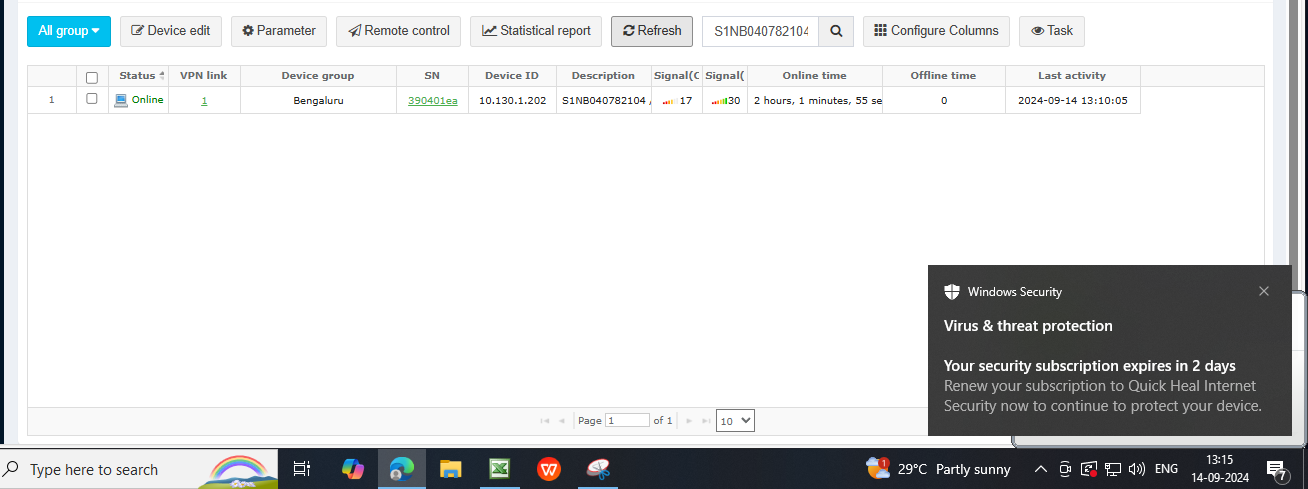 All group
Device edit
Parameter
Remote control
Statistical report
Refresh
S1NB040782104
Configure Columns
Task
Status VPN link Device group SN Device ID Description Signal(C Signal( Online time Offline time Last activity
1 Online 1 Bengaluru 390401ea 10.130.1.202 S1NB040782104 / 17 30 2 hours, 1 minutes, 55 se 0 2024-09-14 13:10:05
Windows Security
Virus & threat protection
Your security subscription expires in 2 days
Renew your subscription to Quick Heal Internet
Security now to continue to protect your device.
Page 1 of 1 10
Type here to search
W
1
29°C Partly sunny
ENG
13:15
14-09-2024
7